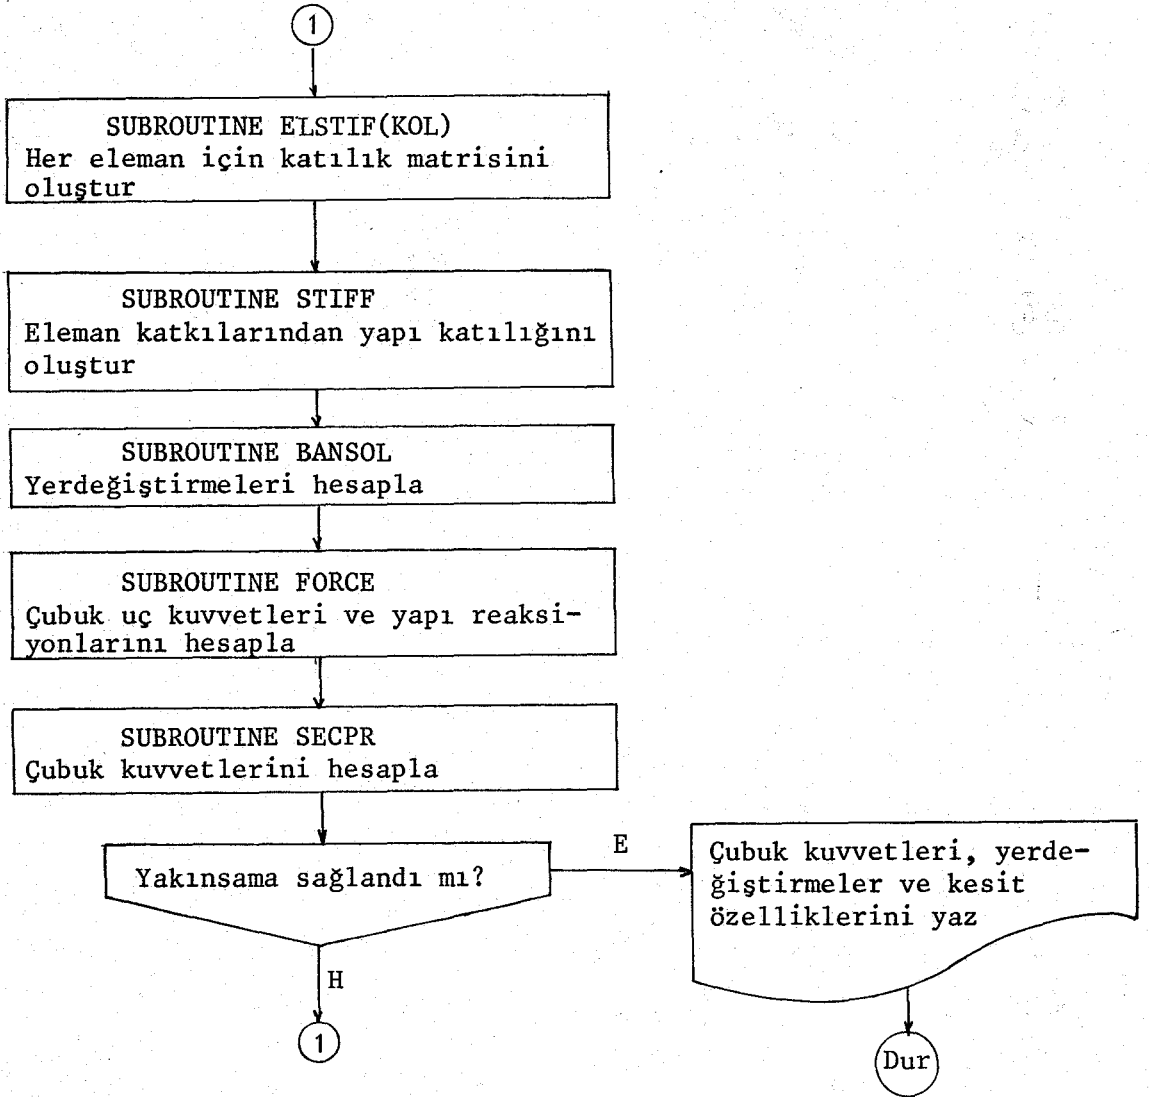 1
SUBROUTINE ELSTIF(KOL)
Her eleman için katılık matrisini
oluştur
SUBROUTINE STIFF
Eleman katkılarından yapı katılığını
oluştur
SUBROUTINE BANSOL
Yerdeğiştirmeleri hesapla
SUBROUTINE FORCE
Çubuk uç kuvvetleri ve yapı reaksi-
yonlarını hesapla
SUBROUTINE SECPR
Çubuk kuvvetlerini hesapla
Yakınsama sağlandı mı?
E
Çubuk kuvvetleri, yerde-
ğiştirmeler ve kesit
özelliklerini yaz
H
1
Dur